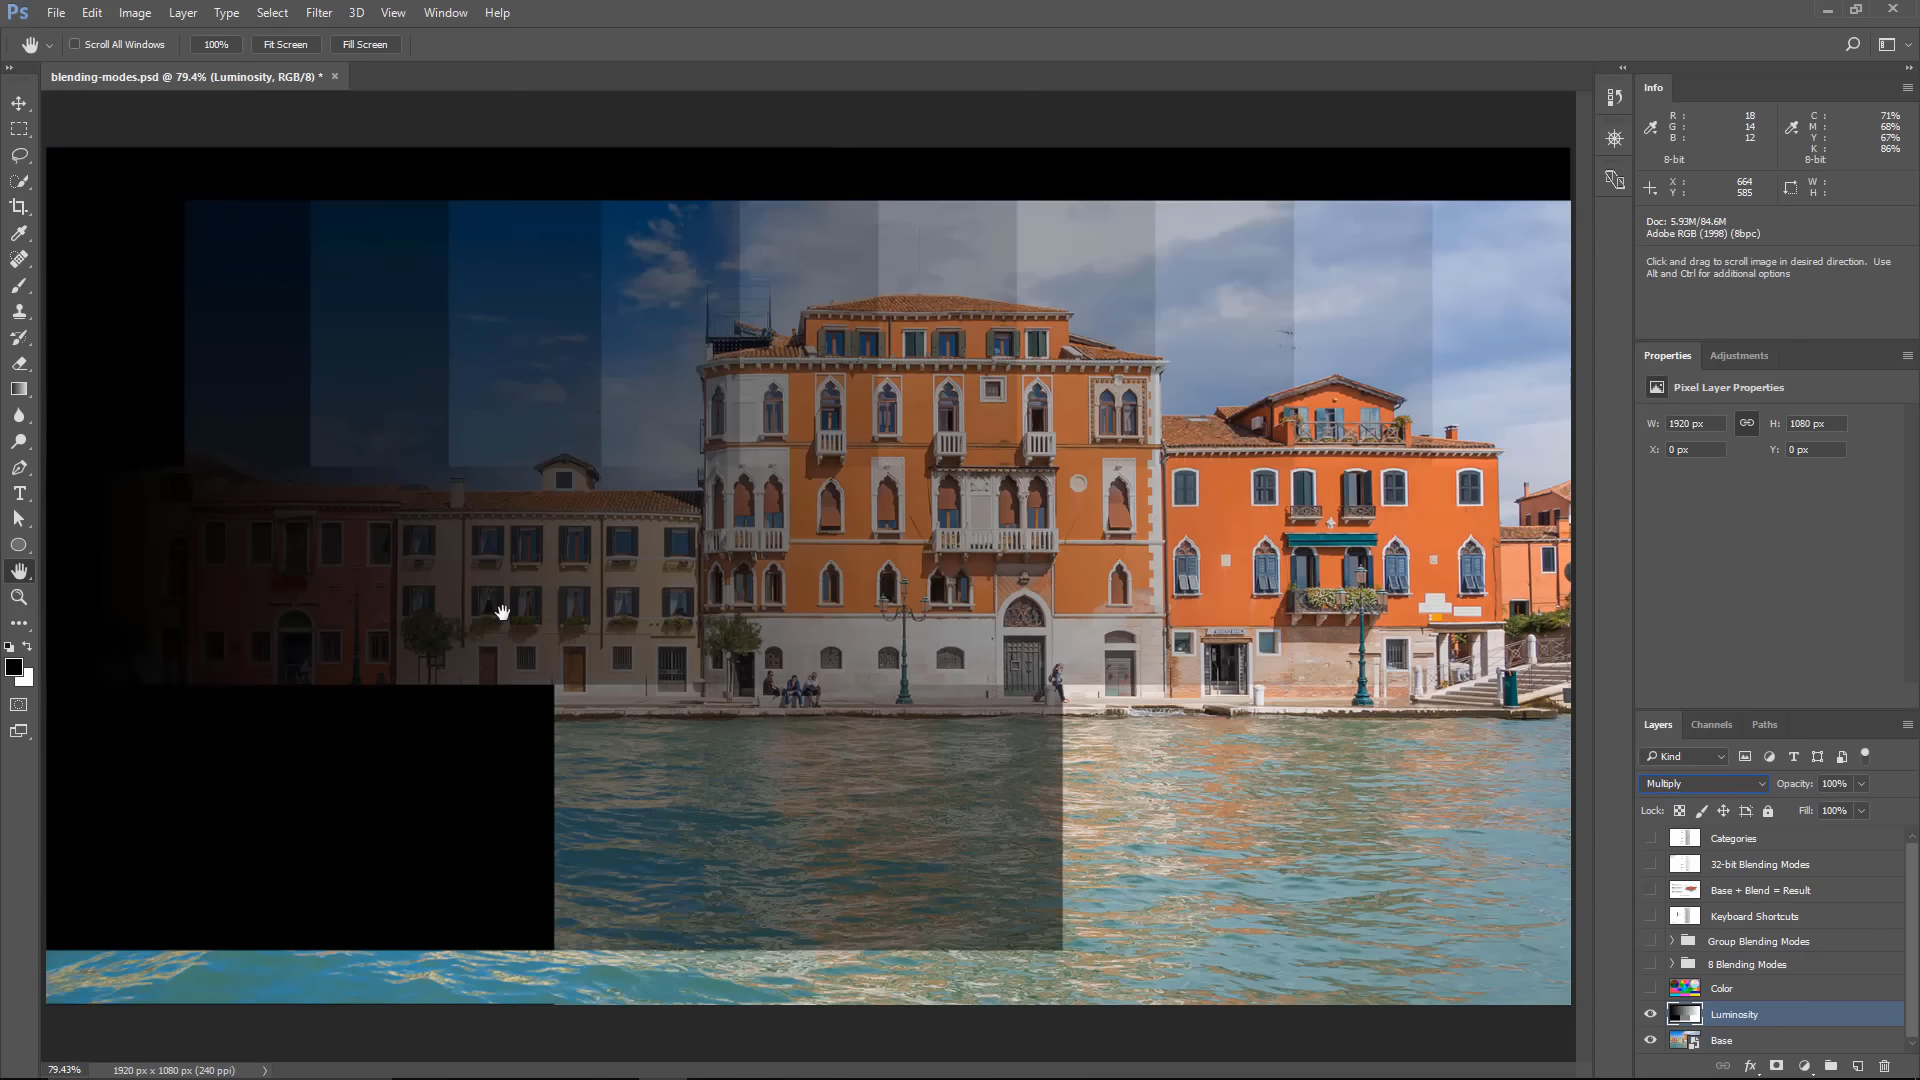 Ps File Edit Image Layer Type Select Filter 3D View Window Help
Scroll All Windows 100% Fit Screen Fill Screen
blending-modes.psd @ 79.4% (Luminosity, RGB/8) * ×
Info
R : 18 C : 71%
G : 14 M : 68%
B : 12 Y : 67%
K : 86%
8-bit 8-bit
X : 664 W :
Y : 585 H :
Doc: 5.93M/84.6M
Adobe RGB (1998) (8bpc)
Click and drag to scroll image in desired direction. Use
Alt and Ctrl for additional options
Properties Adjustments
Pixel Layer Properties
W: 1920 px H: 1080 px
X: 0 px Y: 0 px
Layers Channels Paths
Kind
Multiply Opacity: 100%
Lock: Fill: 100%
Categories
32-bit Blending Modes
Base + Blend = Result
Keyboard Shortcuts
Group Blending Modes
8 Blending Modes
Color
Luminosity
Base
fx
79.43% 1920 px x 1080 px (240 ppi)